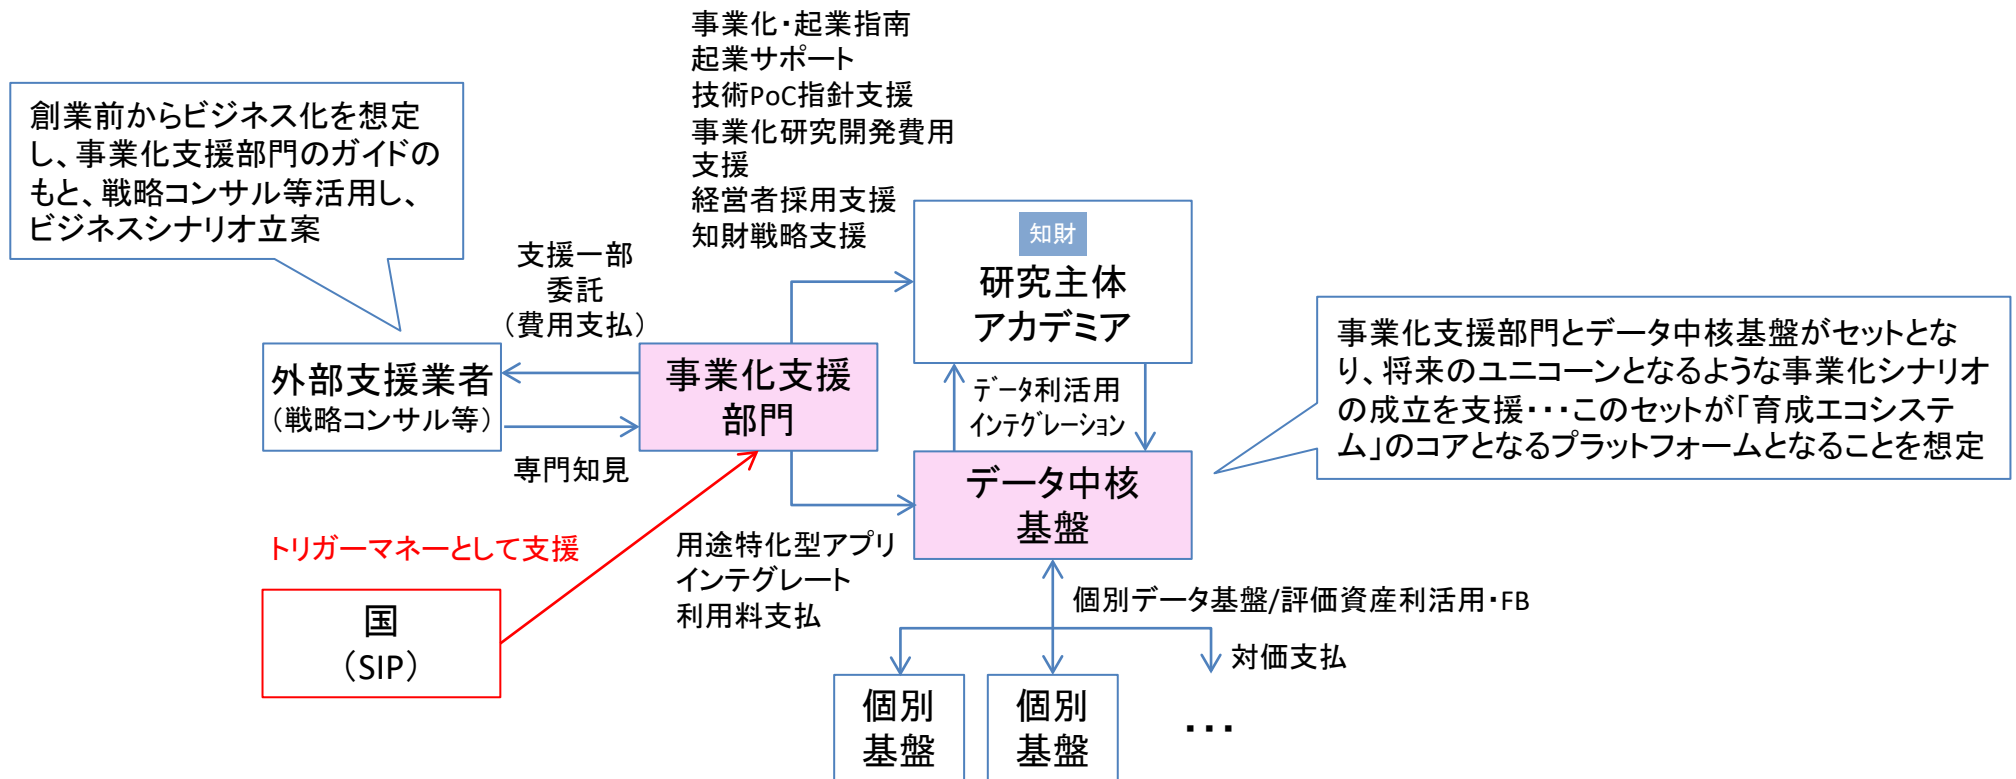 事業化・起業指南
起業サポート
技術PoC指針支援
事業化研究開発費用
支援
経営者採用支援
知財戦略支援
創業前からビジネス化を想定
し、事業化支援部門のガイドの
もと、戦略コンサル等活用し、
ビジネスシナリオ立案
支援一部
委託
（費用支払）
知財
研究主体
アカデミア
外部支援業者
（戦略コンサル等）
事業化支援
部門
データ利活用
インテグレーション
事業化支援部門とデータ中核基盤がセットとな
り、将来のユニコーンとなるような事業化シナリオ
の成立を支援・・・このセットが「育成エコシステ
ム」のコアとなるプラットフォームとなることを想定
専門知見
データ中核
基盤
トリガーマネーとして支援
用途特化型アプリ
インテグレート
利用料支払
国
（SIP）
個別データ基盤/評価資産利活用・FB
対価支払
個別
基盤
個別
基盤
・・・